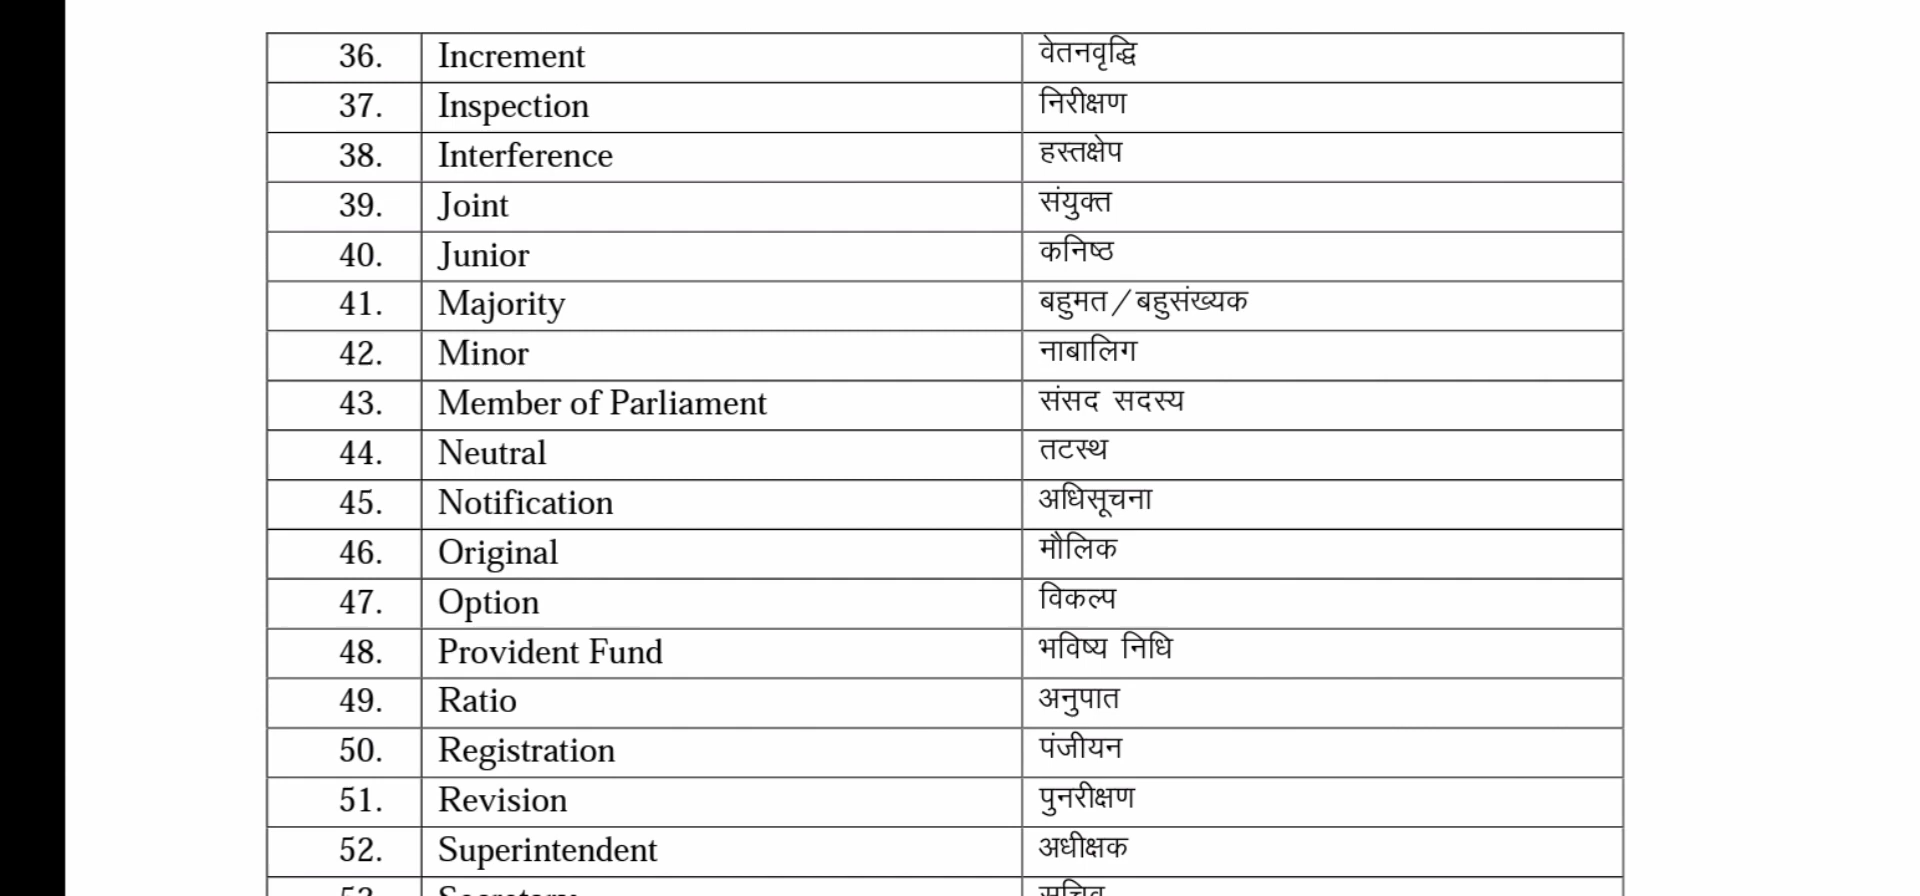 36. Increment वेतनवृद्धि
37. Inspection निरीक्षण
38. Interference हस्तक्षेप
39. Joint संयुक्त
40. Junior कनिष्ठ
41. Majority बहुमत/बहुसंख्यक
42. Minor नाबालिग
43. Member of Parliament संसद सदस्य
44. Neutral तटस्थ
45. Notification अधिसूचना
46. Original मौलिक
47. Option विकल्प
48. Provident Fund भविष्य निधि
49. Ratio अनुपात
50. Registration पंजीयन
51. Revision पुनरीक्षण
52. Superintendent अधीक्षक
53. Secretary सचिव